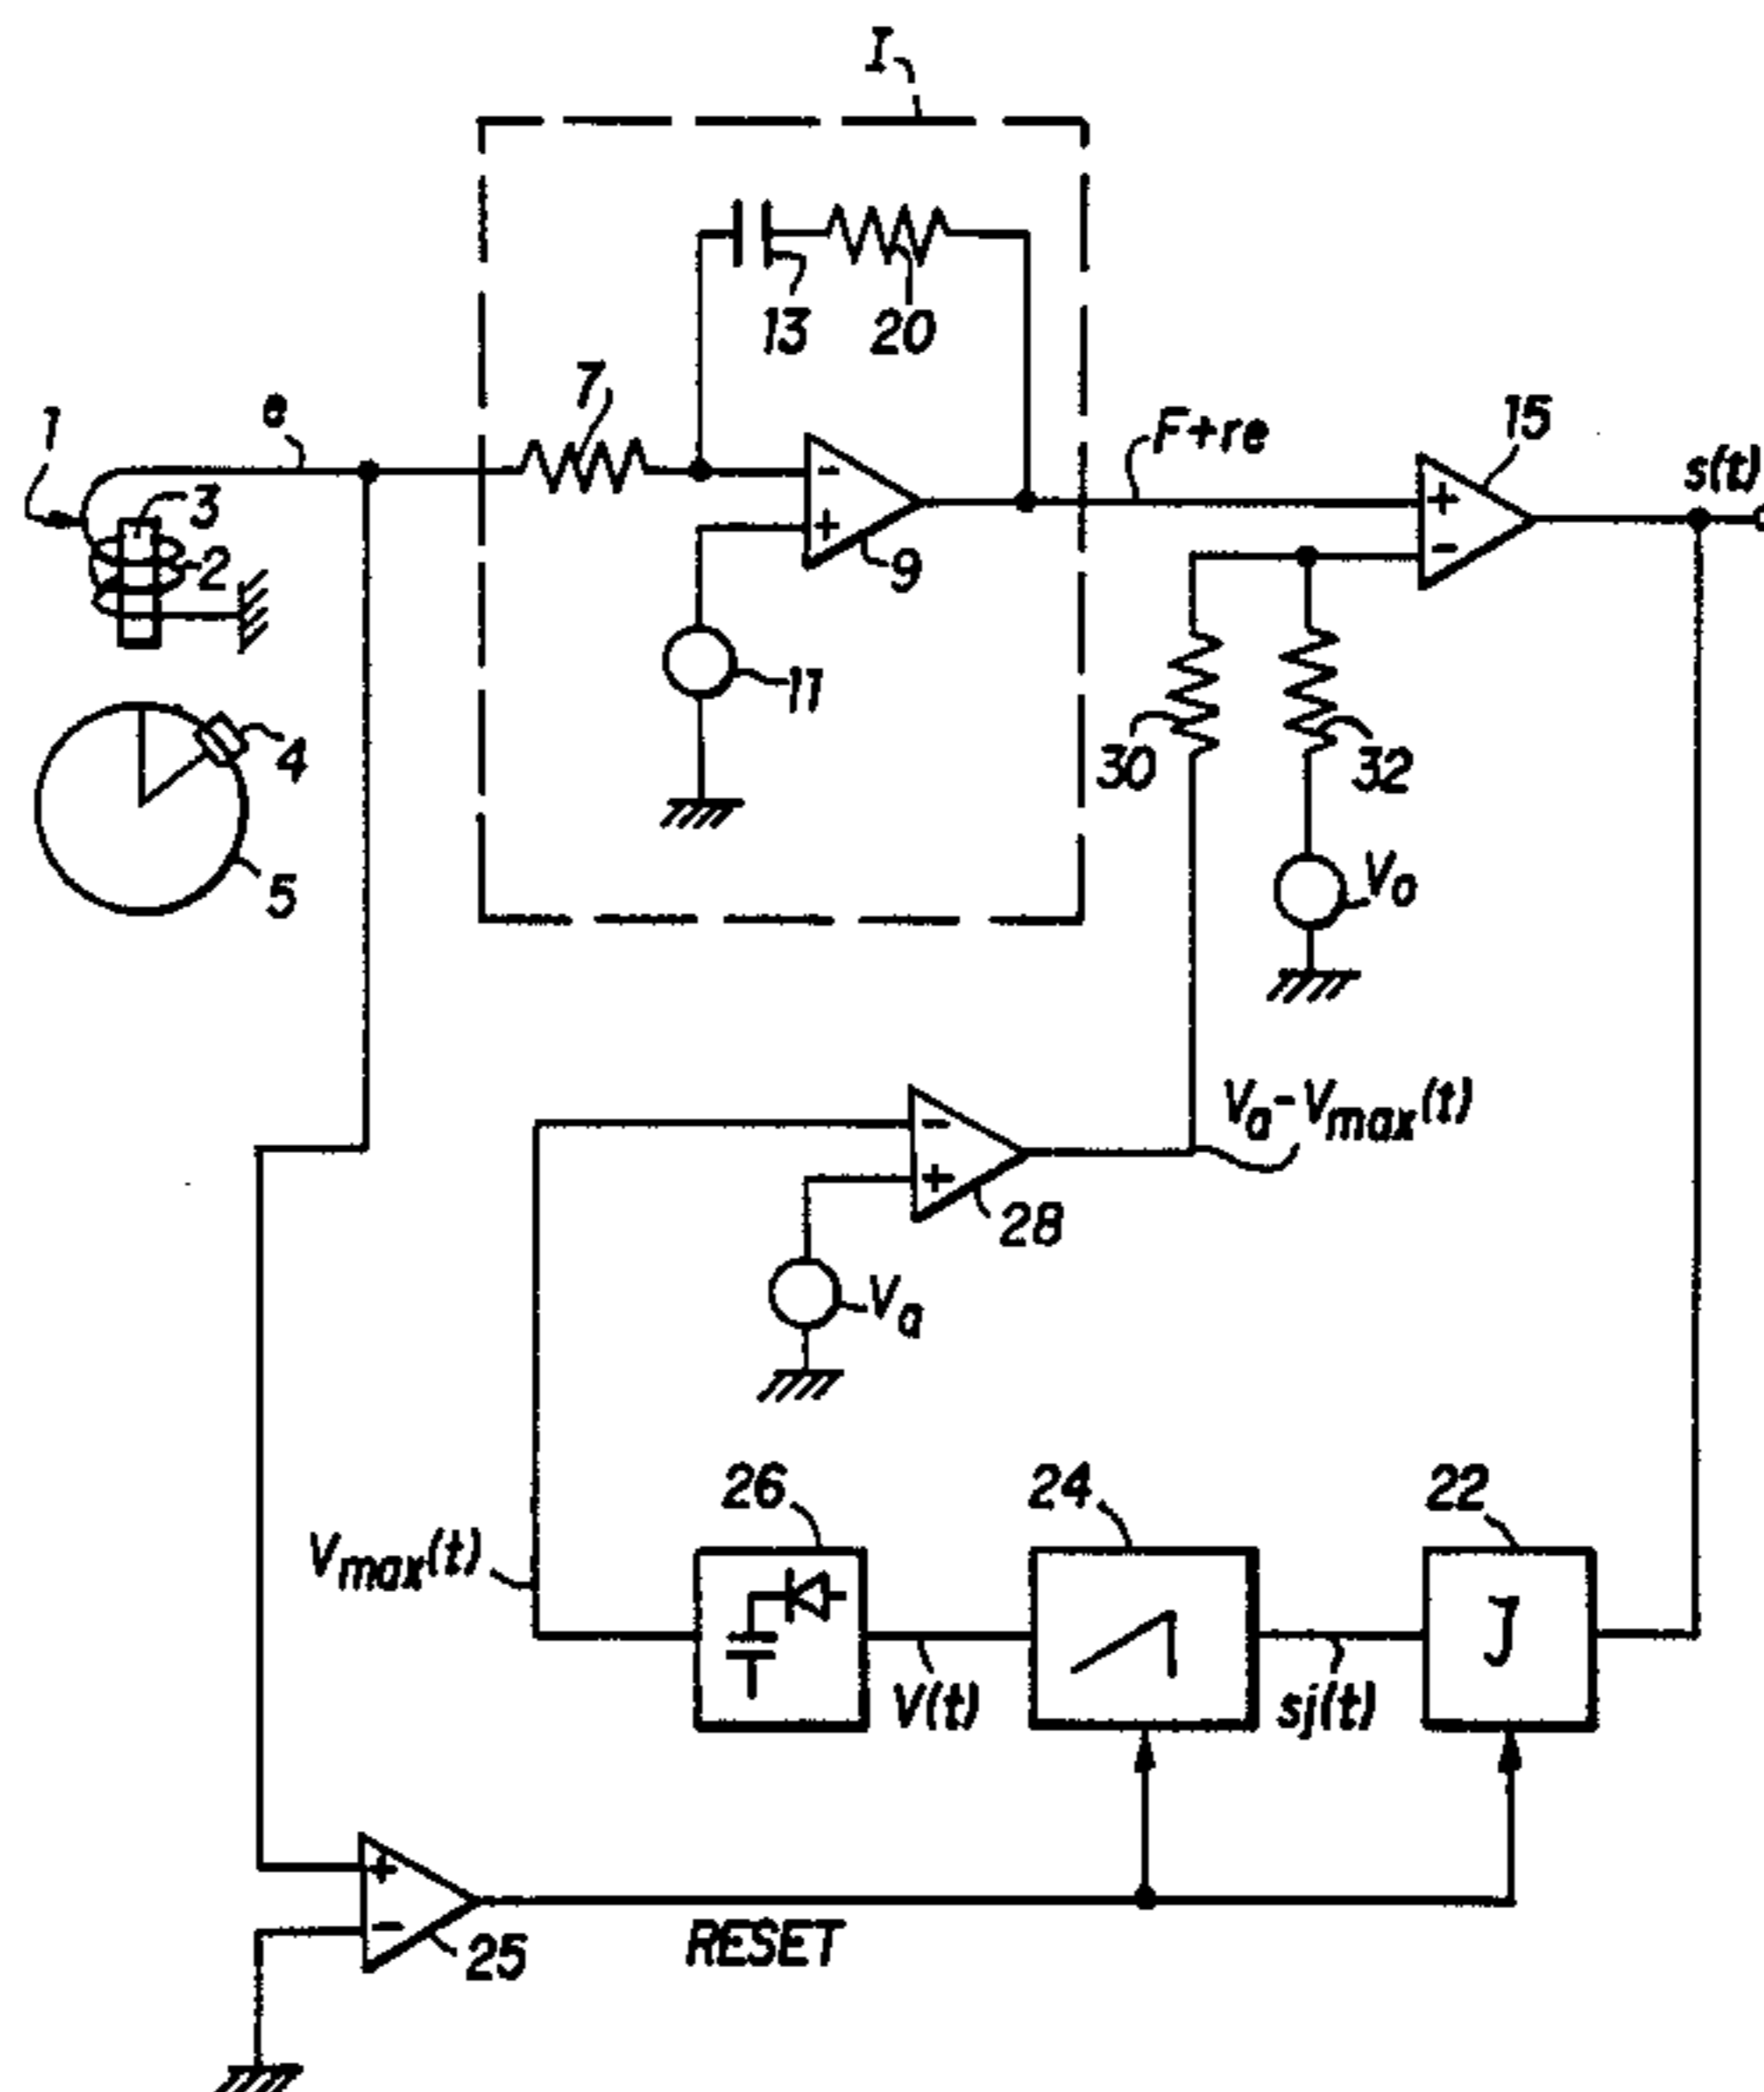 I
13
20
7
1
e
F+re
15
s(t)
3
2
9
11
4
30
32
5
Vo
Va-Vmax(t)
28
Va
26
24
22
Vmax(t)
J
V(t)
sj(t)
25
RESET
+
-
+
-
+
-
+
-